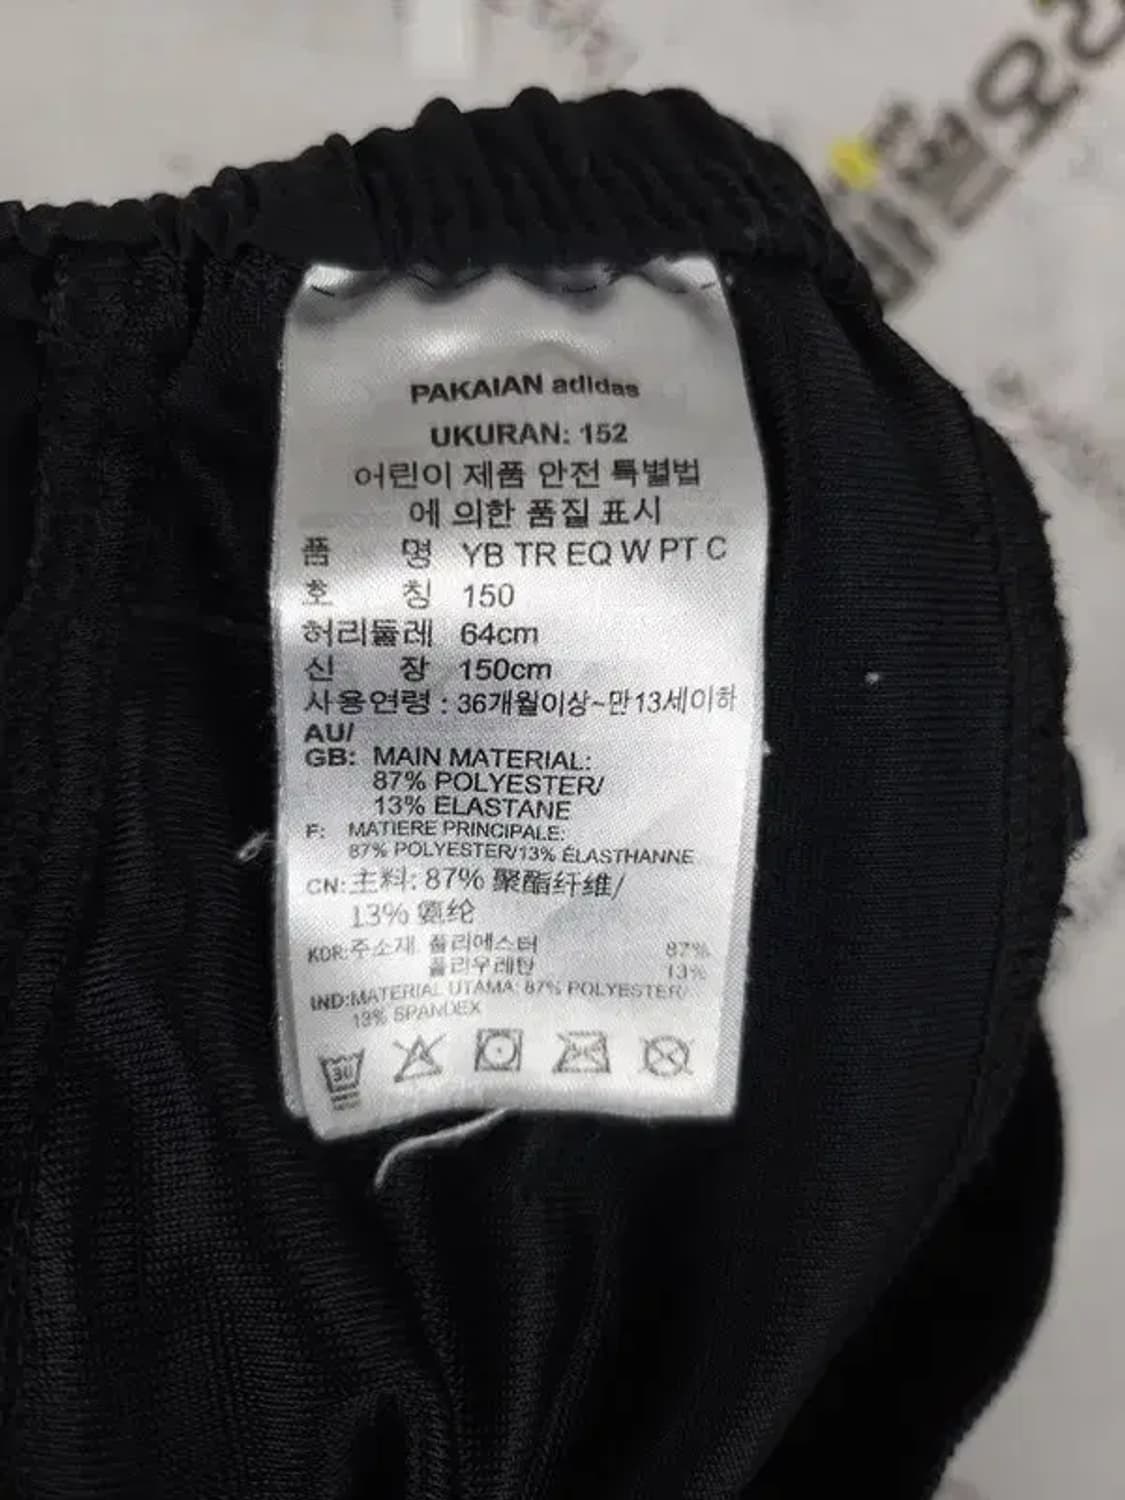 PAKAIAN adidas
UKURAN: 152
어린이 제품 안전 특별법
에 의한 품질 표시
품 명 YB TR EQ W PT C
호 칭 150
허리둘레 64cm
신 장 150cm
사용연령 : 36개월이상~만13세이하
AU/
GB: MAIN MATERIAL:
87% POLYESTER/
13% ELASTANE
F: MATIERE PRINCIPALE:
87% POLYESTER/13% ÉLASTHANNE
CN: 主料: 87% 聚酯纤维/
13% 氨纶
KOR: 주소재 폴리에스터 87%
폴리우레탄 13%
IND: MATERIAL UTAMA: 87% POLYESTER/
13% SPANDEX
30